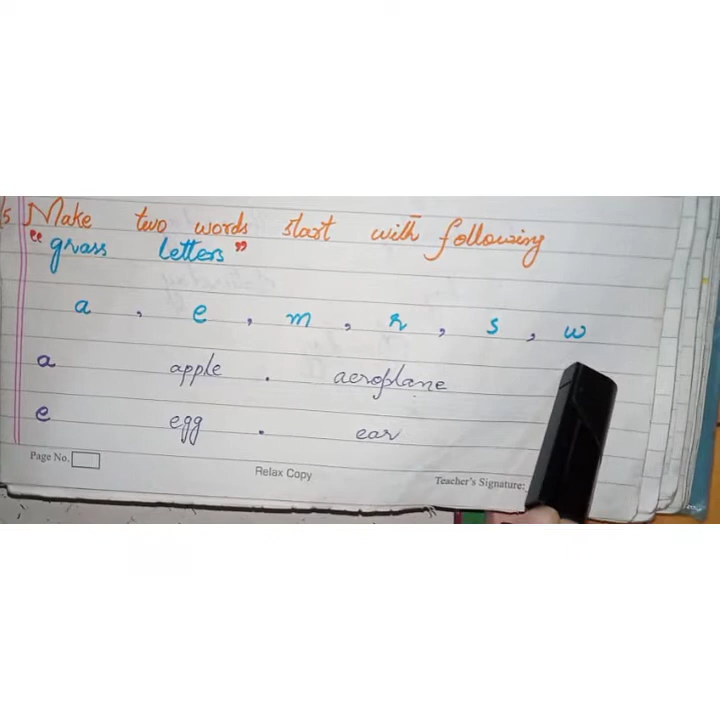 5 Make two words start with following
"grass letters"
a , e , m , r , s , w
a apple . aeroplane
e egg . ear
Page No.
Relax Copy
Teacher's Signature: